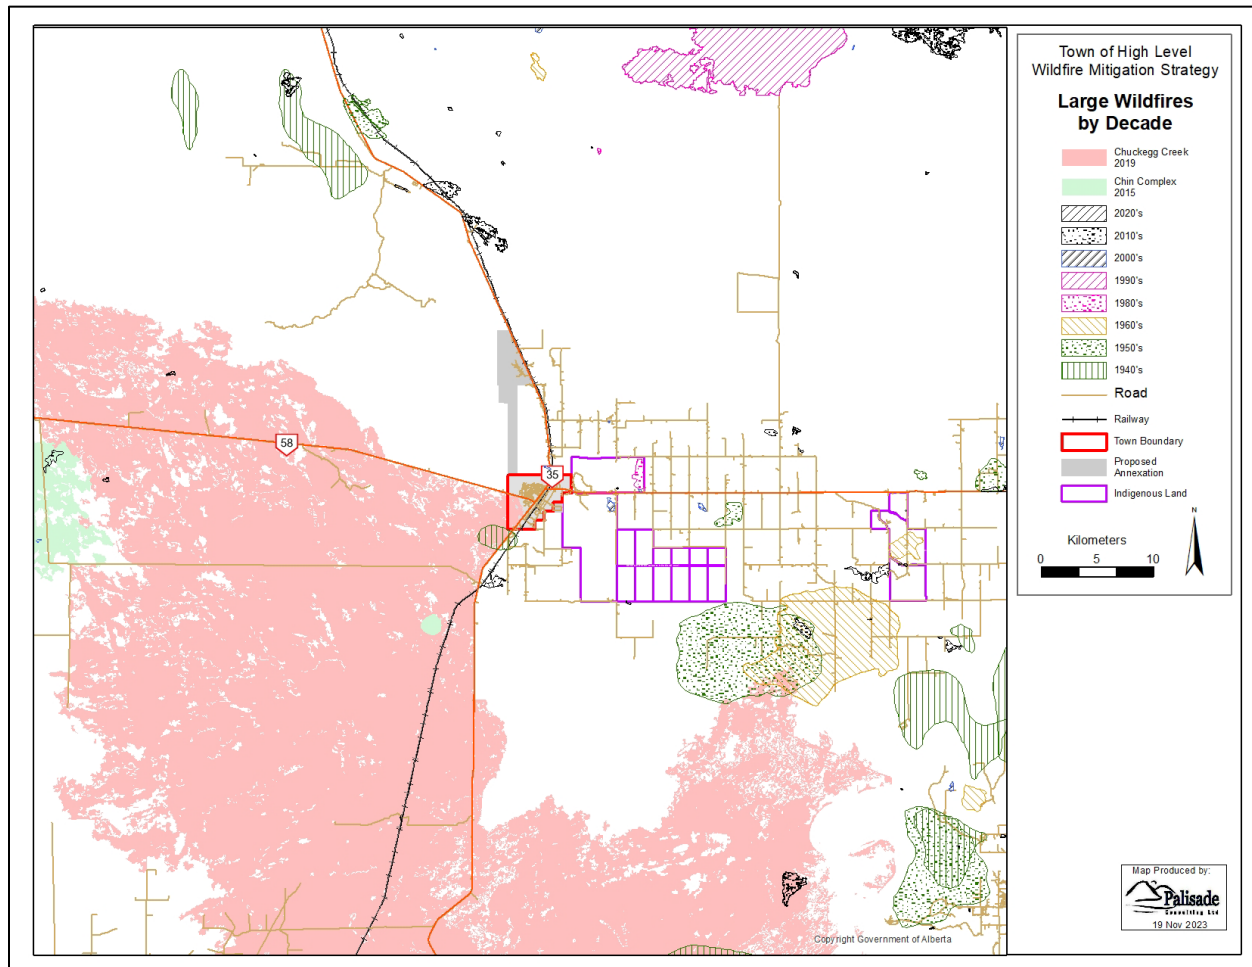 Town of High Level
Wildfire Mitigation Strategy
Large Wildfires
by Decade
Chuckegg Creek
2019
Chin Complex
2015
2020's
2010's
2000's
1990's
1980's
1960's
1950's
1940's
Road
Railway
Town Boundary
Proposed
Annexation
Indigenous Land
N
Kilometers
0 5 10
58
35
Map Produced by:
Palisade
Consulting Ltd
19 Nov 2023
Copyright Government of Alberta